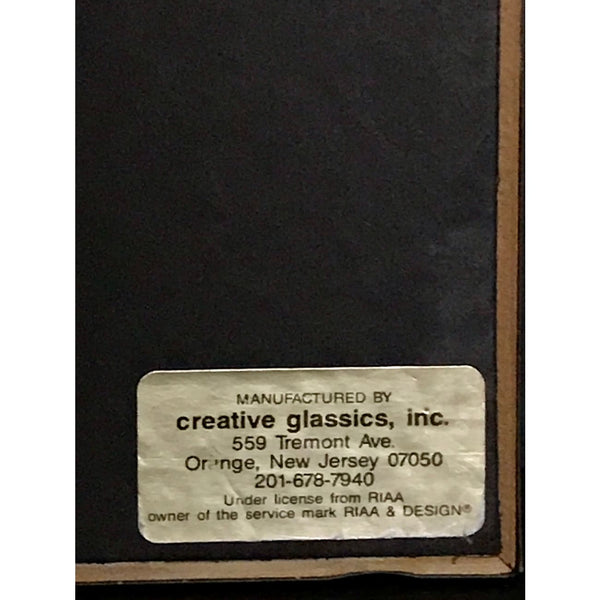 MANUFACTURED BY
creative glassics, inc.
559 Tremont Ave.
Orange, New Jersey 07050
201-678-7940
Under license from RIAA
owner of the service mark RIAA & DESIGN®